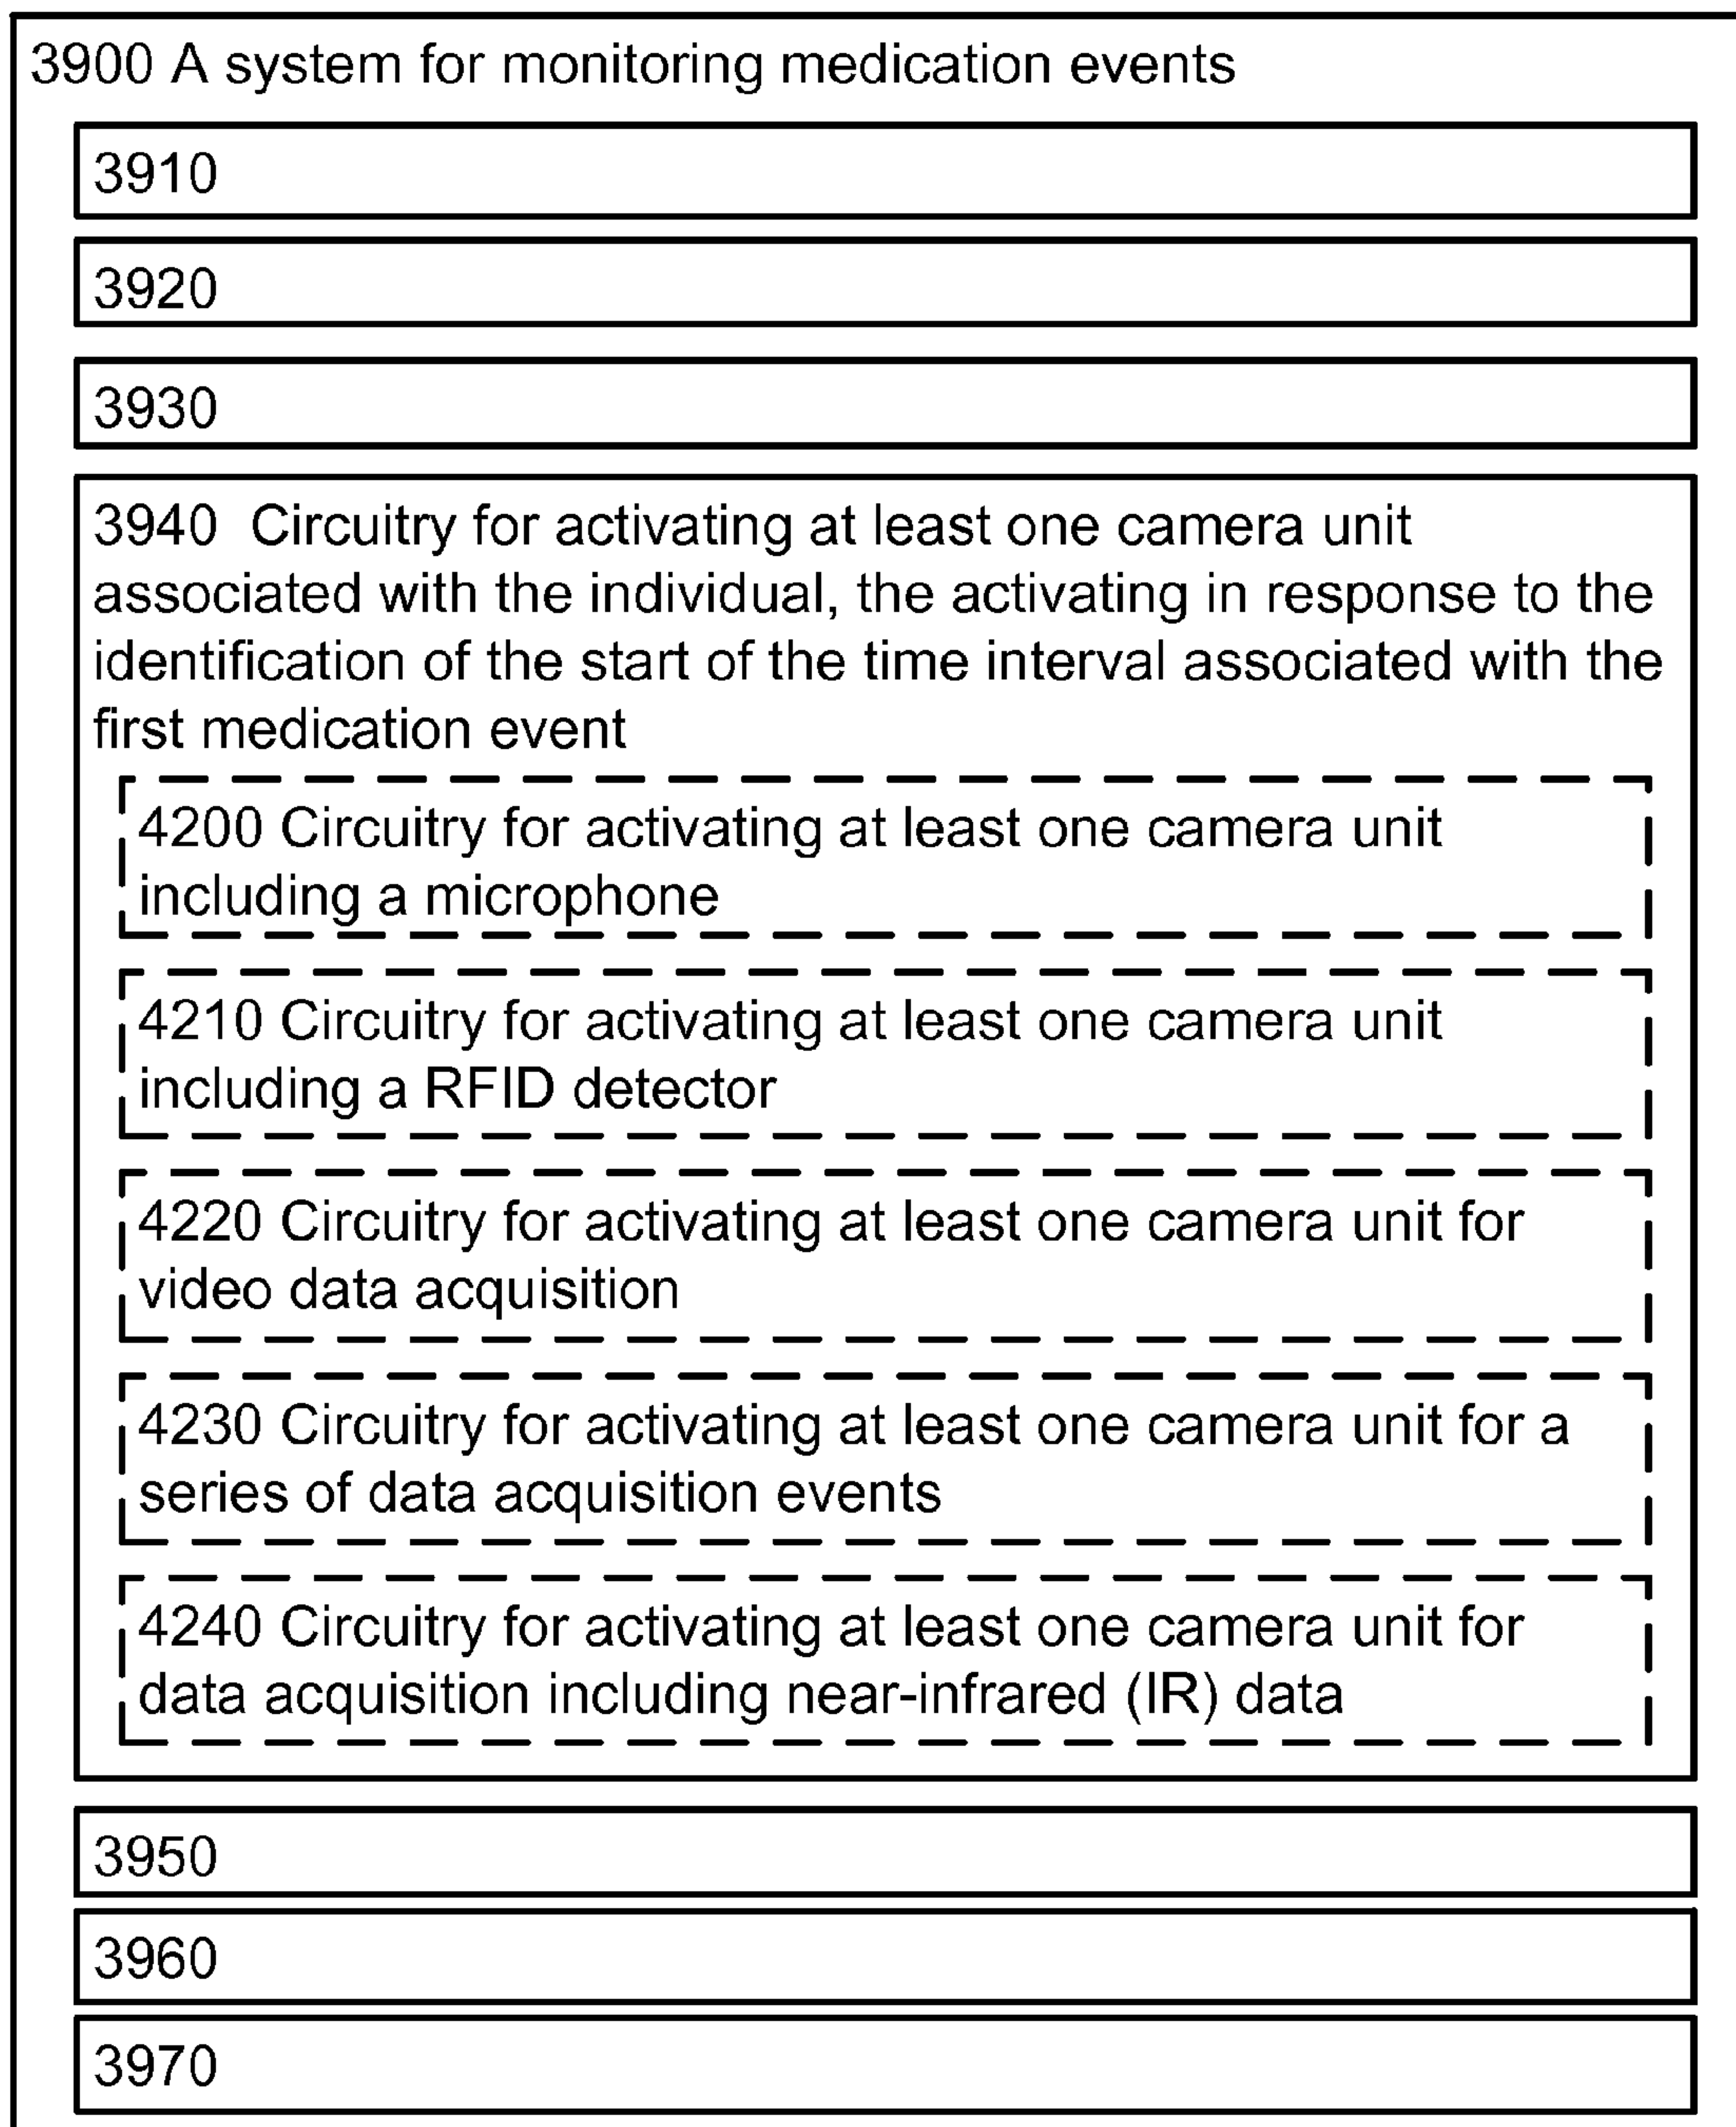 3900 A system for monitoring medication events
3910
3920
3930
3940 Circuitry for activating at least one camera unit
associated with the individual, the activating in response to the
identification of the start of the time interval associated with the
first medication event
4200 Circuitry for activating at least one camera unit
including a microphone
4210 Circuitry for activating at least one camera unit
including a RFID detector
4220 Circuitry for activating at least one camera unit for
video data acquisition
4230 Circuitry for activating at least one camera unit for a
series of data acquisition events
4240 Circuitry for activating at least one camera unit for
data acquisition including near-infrared (IR) data
3950
3960
3970